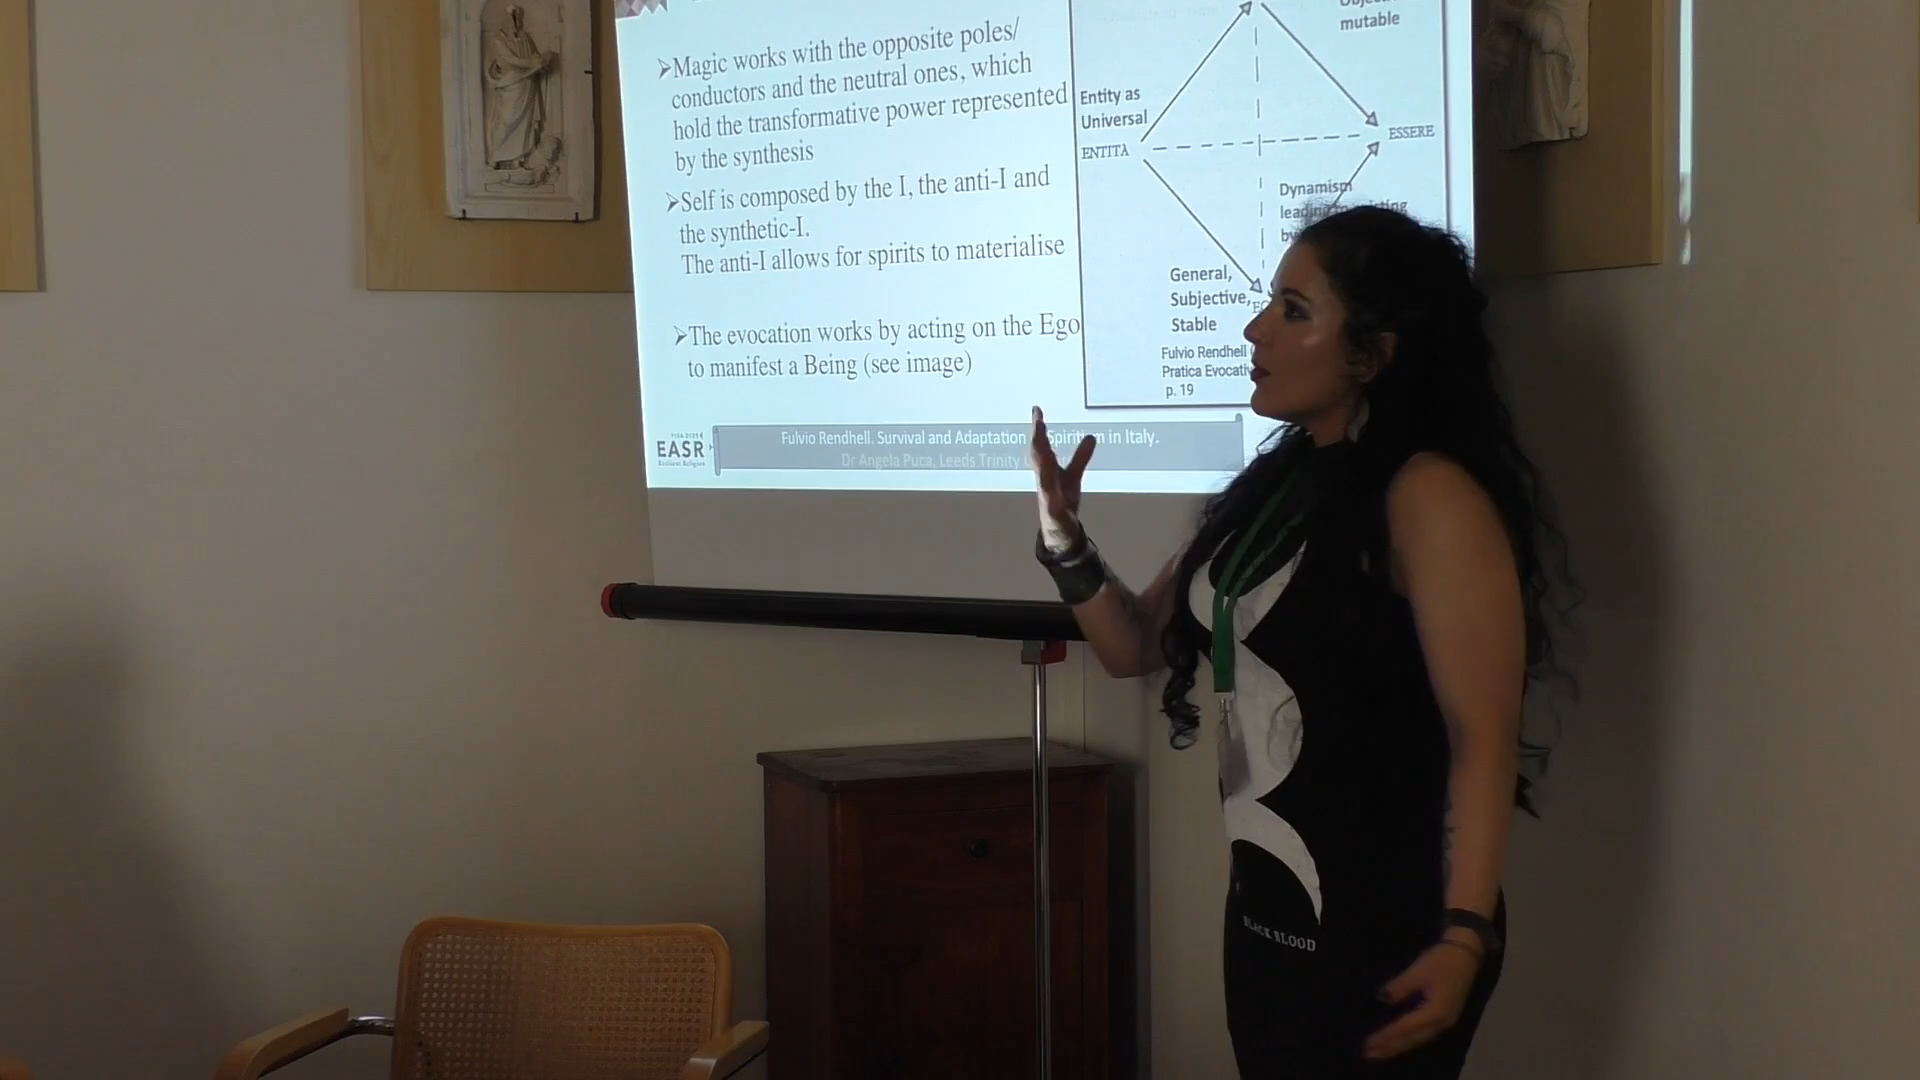 ➢Magic works with the opposite poles/
conductors and the neutral ones, which
hold the transformative power represented
by the synthesis
➢Self is composed by the I, the anti-I and
the synthetic-I.
The anti-I allows for spirits to materialise
➢The evocation works by acting on the Ego
to manifest a Being (see image)
mutable
Entity as
Universal
ENTITA
ESSERE
Dynamism
General,
Subjective,
Stable
Fulvio Rendhell
Pratica
p. 19
EASR
Fulvio Rendhell. Survival and Adaptation Spiritism in Italy.
Dr Angela Puca, Leeds Trinity
BLACK BLOOD